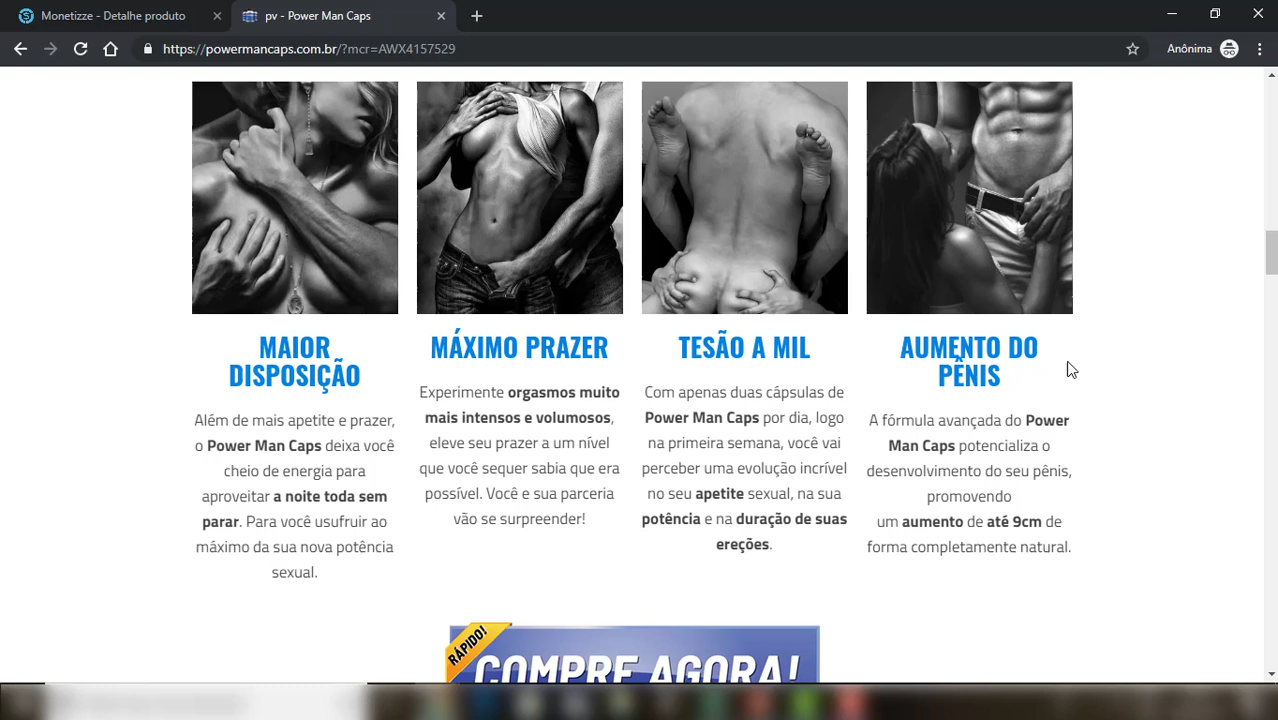 Monetizze - Detalhe produto
pv - Power Man Caps
https://powermancaps.com.br/?mcr=AWX4157529
Anônima
MAIOR
DISPOSIÇÃO
Além de mais apetite e prazer,
o Power Man Caps deixa você
cheio de energia para
aproveitar a noite toda sem
parar. Para você usufruir ao
máximo da sua nova potência
sexual.
MÁXIMO PRAZER
Experimente orgasmos muito
mais intensos e volumosos,
eleve seu prazer a um nível
que você sequer sabia que era
possível. Você e sua parceria
vão se surpreender!
TESÃO A MIL
Com apenas duas cápsulas de
Power Man Caps por dia, logo
na primeira semana, você vai
perceber uma evolução incrível
no seu apetite sexual, na sua
potência e na duração de suas
ereções.
AUMENTO DO
PÊNIS
A fórmula avançada do Power
Man Caps potencializa o
desenvolvimento do seu pênis,
promovendo
um aumento de até 9cm de
forma completamente natural.
RÁPIDO!
COMPRE AGORA!